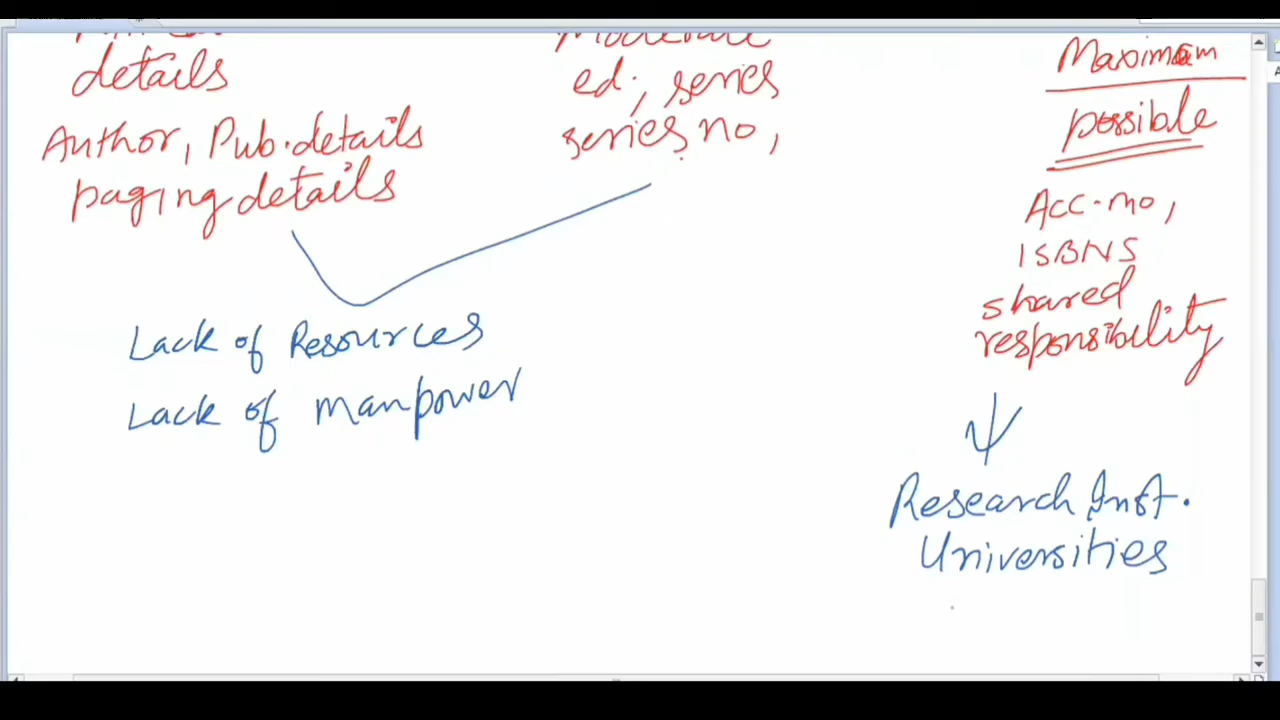 details
Author, Pub. details
paging details
Moderate
ed; series
series no,
Maximum
possible
Acc. no,
ISBNS
shared
responsibility
Lack of Resources
Lack of manpower
Research Inst.
Universities